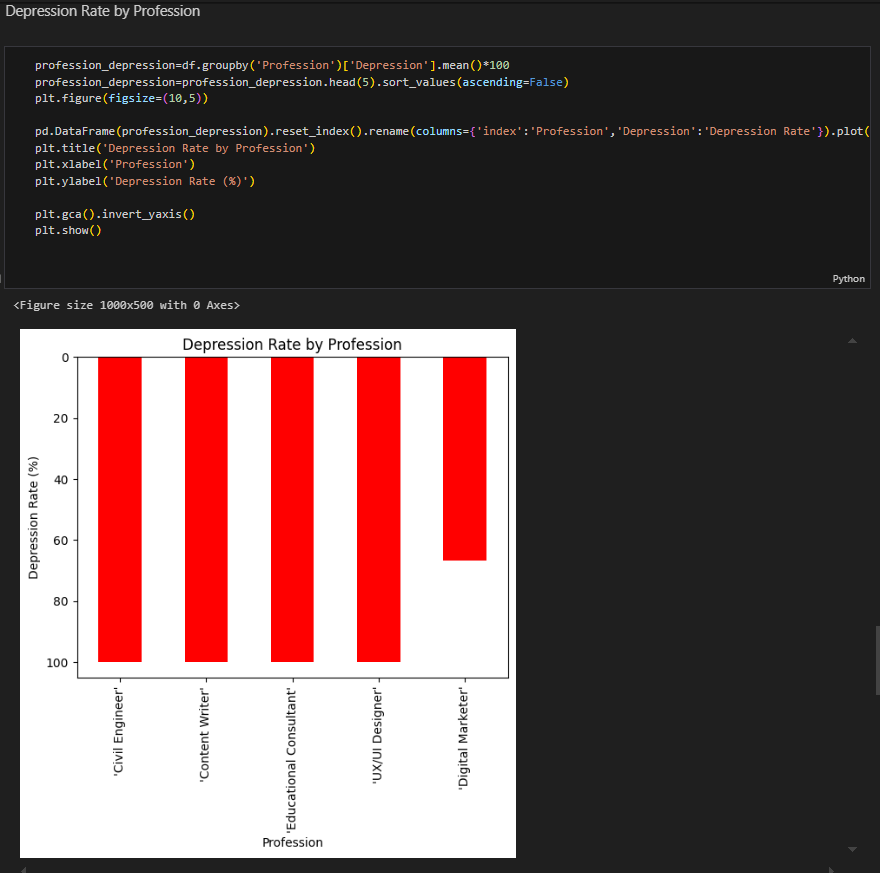 Depression Rate by Profession
profession_depression=df.groupby('Profession')['Depression'].mean()*100
profession_depression=profession_depression.head(5).sort_values(ascending=False)
plt.figure(figsize=(10,5))
pd.DataFrame(profession_depression).reset_index().rename(columns={'index':'Profession','Depression':'Depression Rate'}).plot(
plt.title('Depression Rate by Profession')
plt.xlabel('Profession')
plt.ylabel('Depression Rate (%)')
plt.gca().invert_yaxis()
plt.show()
Python
<Figure size 1000x500 with 0 Axes>
Depression Rate by Profession
0
20
40
60
80
100
Depression Rate (%)
'Civil Engineer'
'Content Writer'
'Educational Consultant'
'UX/UI Designer'
'Digital Marketer'
Profession